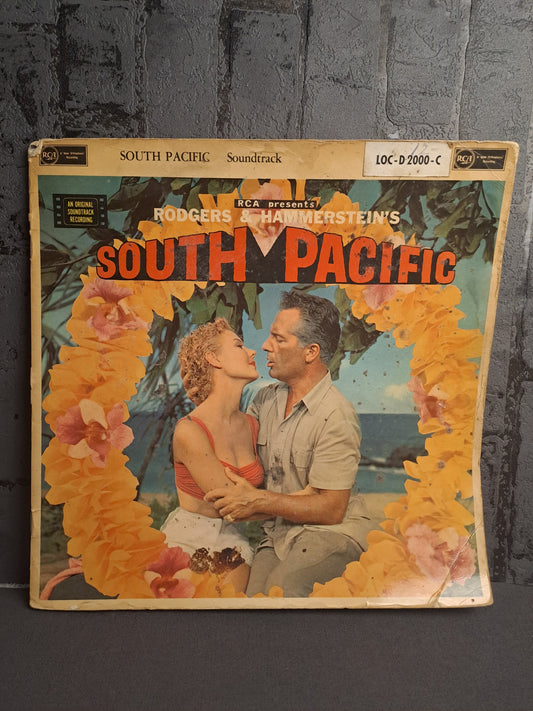 RCA
SOUTH PACIFIC Soundtrack
LOC-D 2000-C
RCA
AN ORIGINAL
SOUNDTRACK
RECORDING
RCA presents
RODGERS & HAMMERSTEIN'S
SOUTH PACIFIC